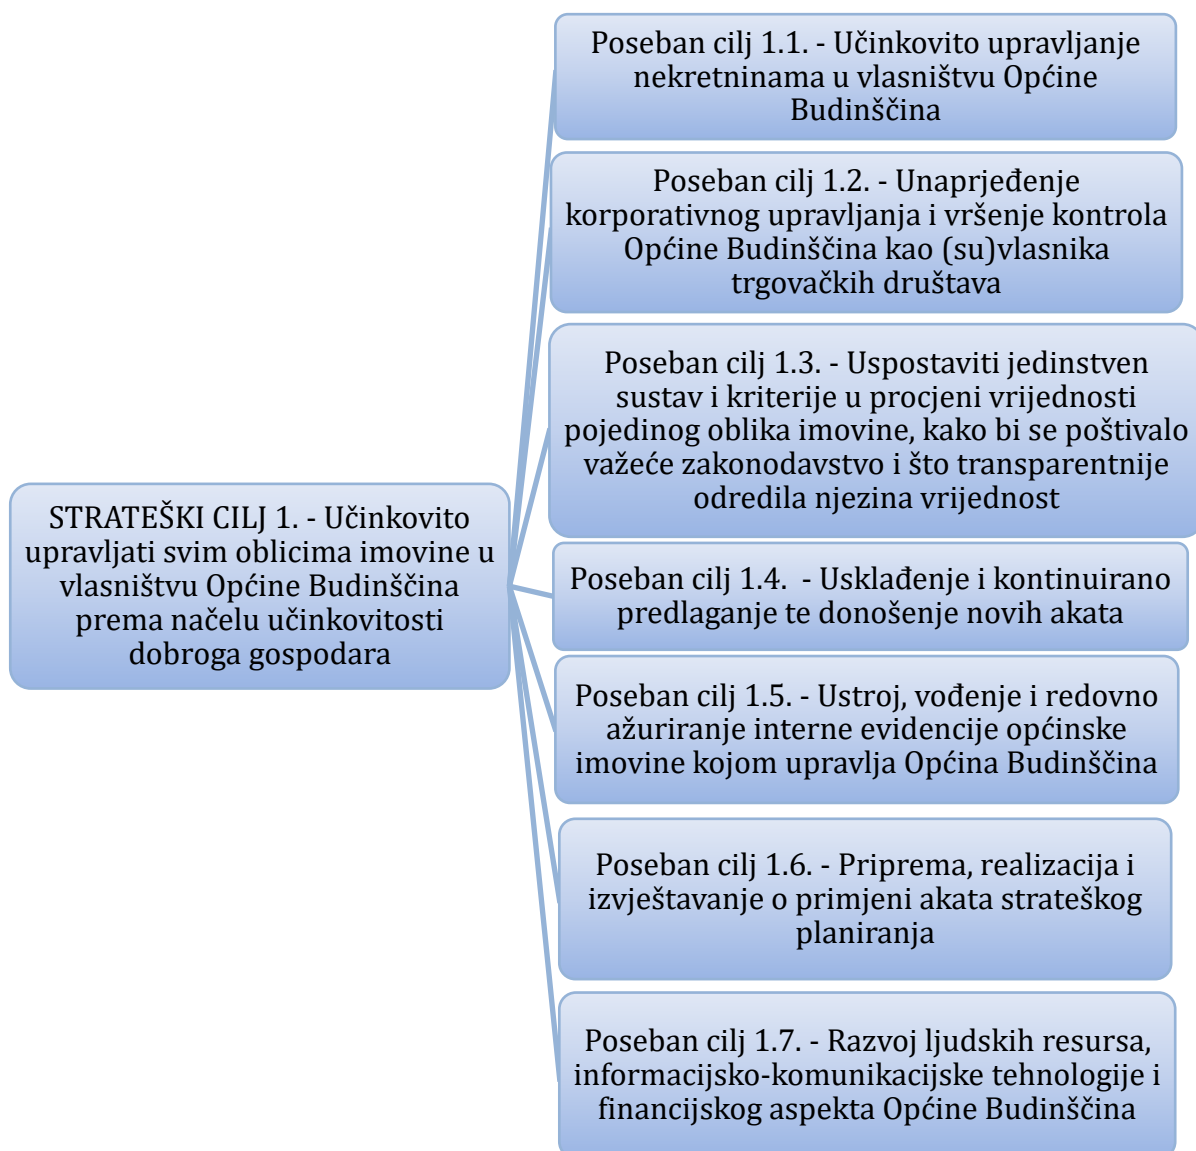 Poseban cilj 1.1. - Učinkovito upravljanje
nekretninama u vlasništvu Općine
Budinščina
Poseban cilj 1.2. - Unaprjeđenje
korporativnog upravljanja i vršenje kontrola
Općine Budinščina kao (su)vlasnika
trgovačkih društava
Poseban cilj 1.3. - Uspostaviti jedinstven
sustav i kriterije u procjeni vrijednosti
pojedinog oblika imovine, kako bi se poštivalo
važeće zakonodavstvo i što transparentnije
odredila njezina vrijednost
STRATEŠKI CILJ 1. - Učinkovito
upravljati svim oblicima imovine u
vlasništvu Općine Budinščina
prema načelu učinkovitosti
dobroga gospodara
Poseban cilj 1.4.  - Usklađenje i kontinuirano
predlaganje te donošenje novih akata
Poseban cilj 1.5. - Ustroj, vođenje i redovno
ažuriranje interne evidencije općinske
imovine kojom upravlja Općina Budinščina
Poseban cilj 1.6. - Priprema, realizacija i
izvještavanje o primjeni akata strateškog
planiranja
Poseban cilj 1.7. - Razvoj ljudskih resursa,
informacijsko-komunikacijske tehnologije i
financijskog aspekta Općine Budinščina